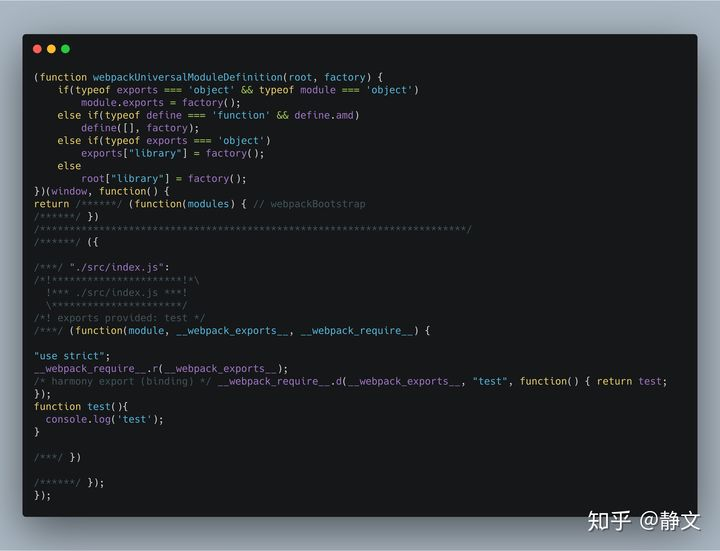 (function webpackUniversalModuleDefinition(root, factory) {
    if(typeof exports === 'object' && typeof module === 'object')
        module.exports = factory();
    else if(typeof define === 'function' && define.amd)
        define([], factory);
    else if(typeof exports === 'object')
        exports["library"] = factory();
    else
        root["library"] = factory();
})(window, function() {
return /******/ (function(modules) { // webpackBootstrap
/******/ })
/************************************************************************/
/******/ ({

/***/ "./src/index.js":
/*!**********************!*\
  !*** ./src/index.js ***!
  \**********************/
/*! exports provided: test */
/***/ (function(module, __webpack_exports__, __webpack_require__) {

"use strict";
__webpack_require__.r(__webpack_exports__);
/* harmony export (binding) */ __webpack_require__.d(__webpack_exports__, "test", function() { return test;
});
function test(){
  console.log('test');
}

/***/ })

/******/ });
});
知乎 @静文